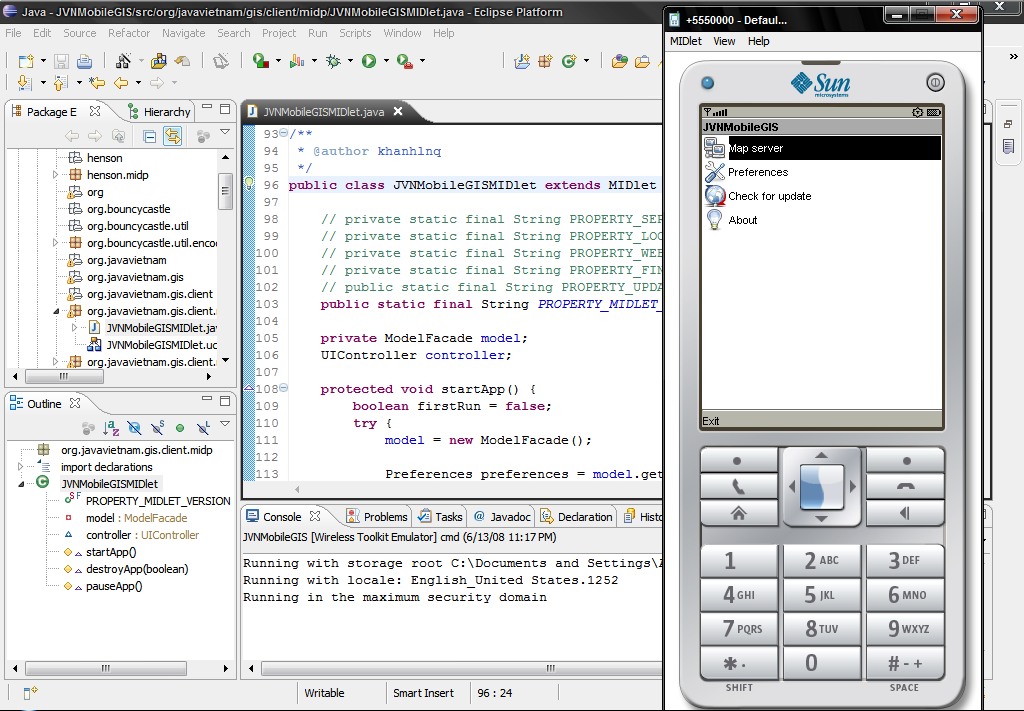 Java - JVNMobileGIS/src/org/javavietnam/gis/client/midp/JVNMobileGISMIDlet.java - Eclipse Platform
File Edit Source Refactor Navigate Search Project Run Scripts Window Help
Package E
Hierarchy
henson
henson.midp
org
org.bouncycastle
org.bouncycastle.util
org.bouncycastle.util.enco
org.javavietnam
org.javavietnam.gis
org.javavietnam.gis.client
org.javavietnam.gis.client.
JVNMobileGISMIDlet.jav
JVNMobileGISMIDlet.uc
org.javavietnam.gis.client.
Outline
org.javavietnam.gis.client.midp
import declarations
JVNMobileGISMIDlet
PROPERTY_MIDLET_VERSION
model : ModelFacade
controller : UIController
startApp()
destroyApp(boolean)
pauseApp()
JVNMobileGISMIDlet.java
93 /**
94 * @author khanhlnq
95 */
96 public class JVNMobileGISMIDlet extends MIDlet
97
98 // private static final String PROPERTY_SER
99 // private static final String PROPERTY_LOC
100 // private static final String PROPERTY_WEB
101 // private static final String PROPERTY_FIN
102 // public static final String PROPERTY_UPDA
103 public static final String PROPERTY_MIDLET_
104
105 private ModelFacade model;
106 UIController controller;
107
108 protected void startApp() {
109 boolean firstRun = false;
110 try {
111 model = new ModelFacade();
112
113 Preferences preferences = model.get
Console
Problems
Tasks
@ Javadoc
Declaration
Histo
JVNMobileGIS [Wireless Toolkit Emulator] cmd (6/13/08 11:17 PM)
Running with storage root C:\Documents and Settings\A
Running with locale: English_United States.1252
Running in the maximum security domain
Writable
Smart Insert
96 : 24
+5550000 - Defaul...
MIDlet View Help
Sun
microsystems
JVNMobileGIS
Map server
Preferences
Check for update
About
Exit
1
2 ABC
3 DEF
4 GHI
5 JKL
6 MNO
7 PQRS
8 TUV
9 WXYZ
* .
0
# - +
SHIFT
SPACE